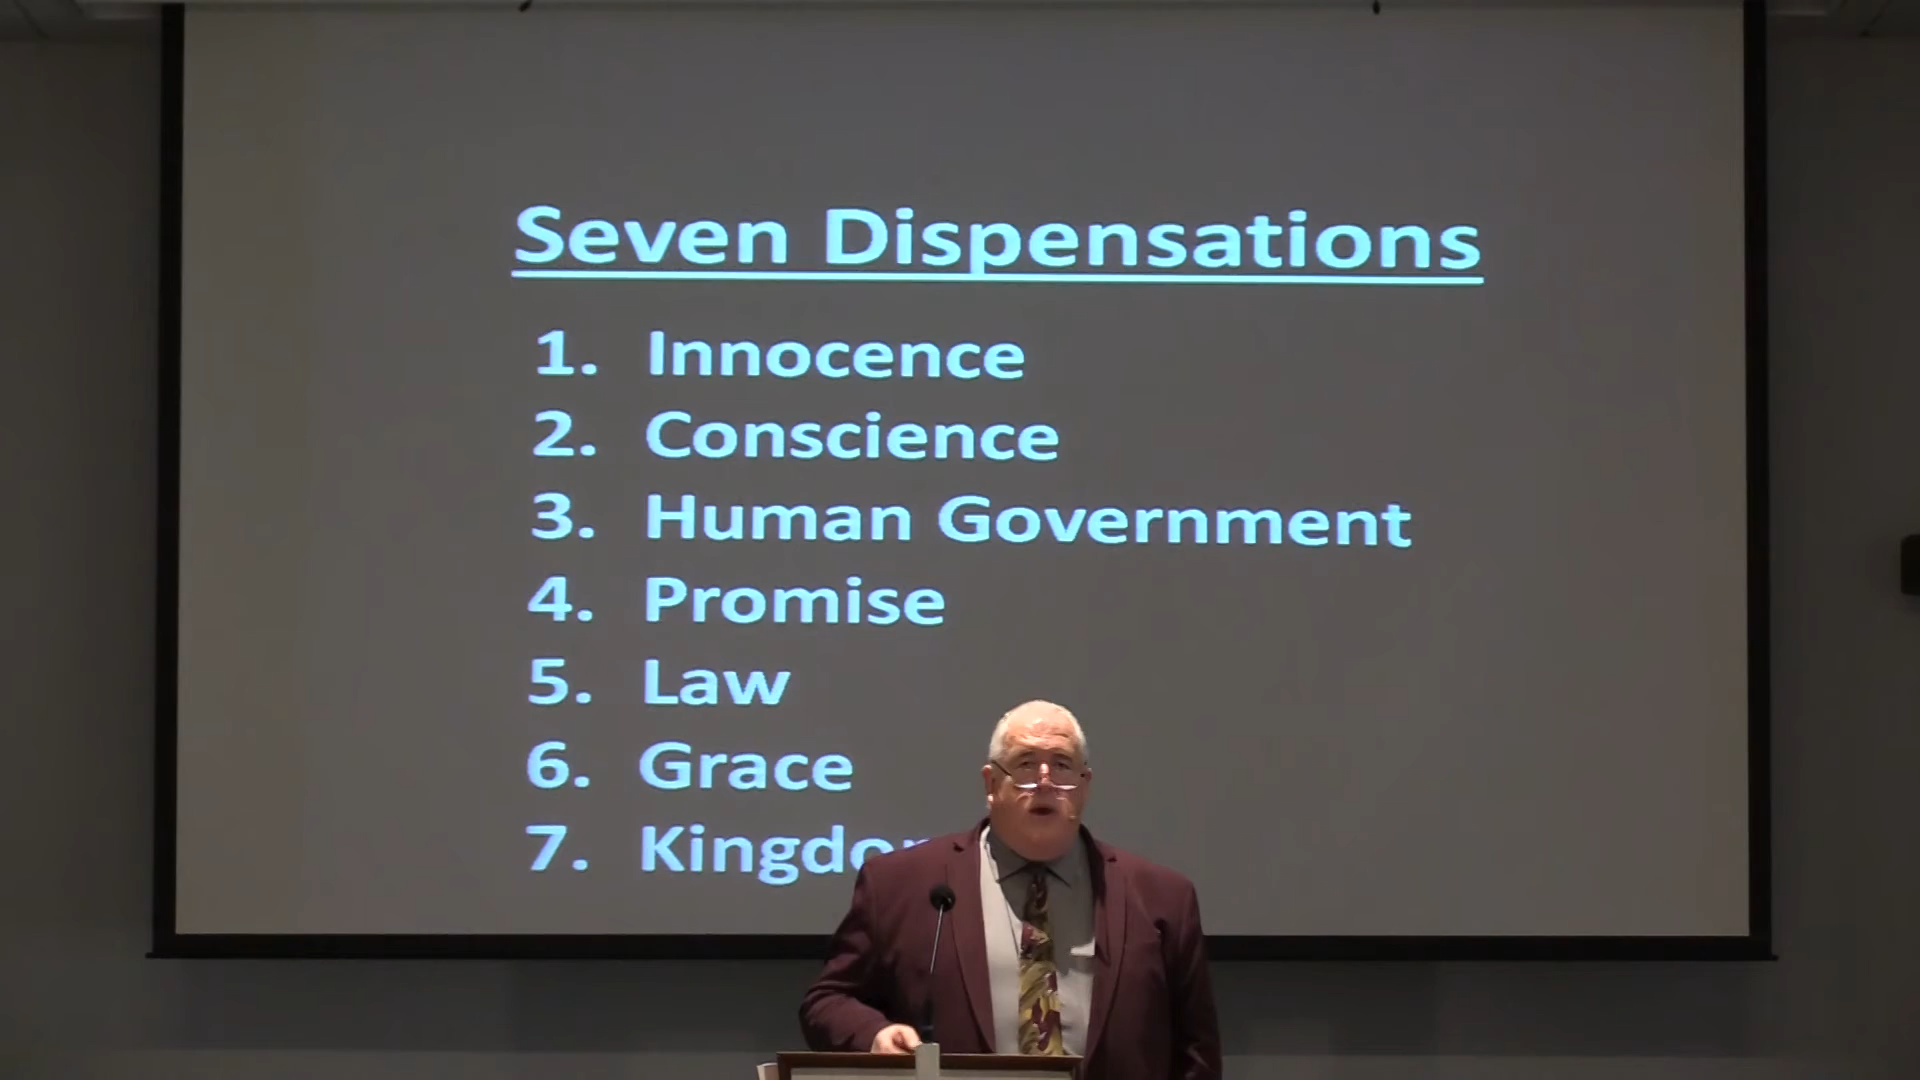 Seven Dispensations
1. Innocence
2. Conscience
3. Human Government
4. Promise
5. Law
6. Grace
7. Kingdo